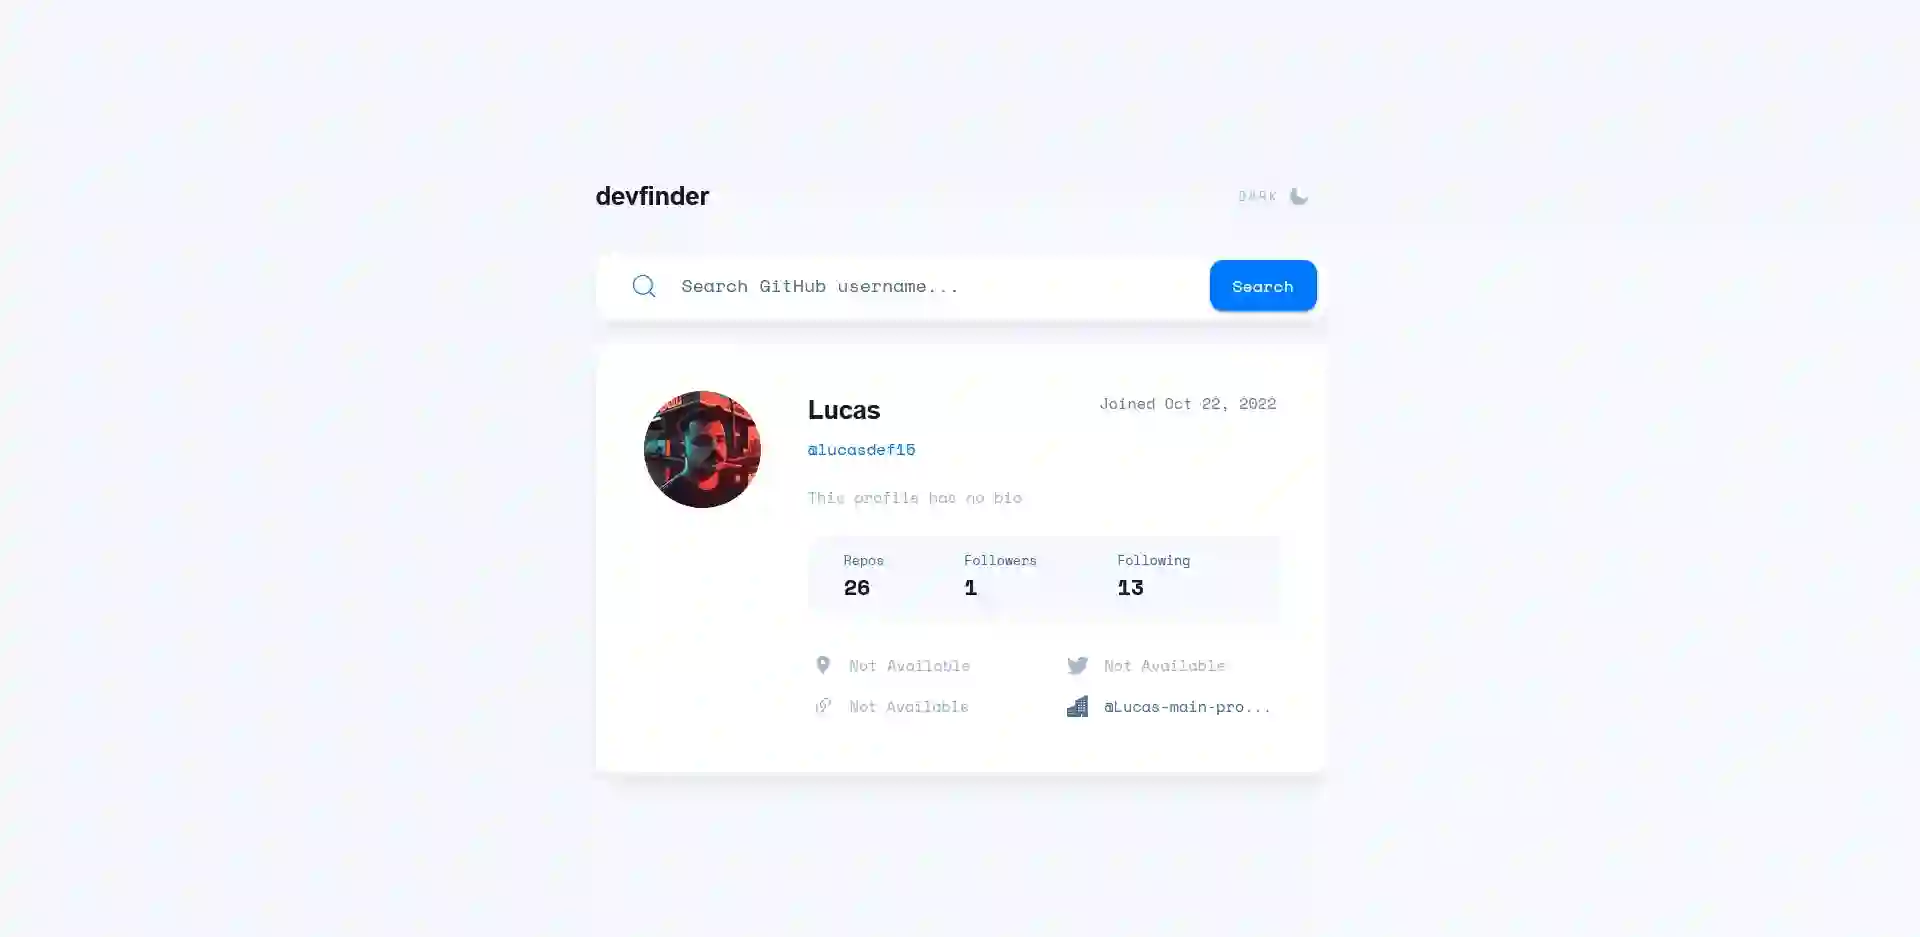 devfinder
DARK
Search GitHub username...
Search
Lucas
Joined Oct 22, 2022
@lucasdef15
This profile has no bio
Repos
Followers
Following
26
1
13
Not Available
Not Available
Not Available
@Lucas-main-pro...